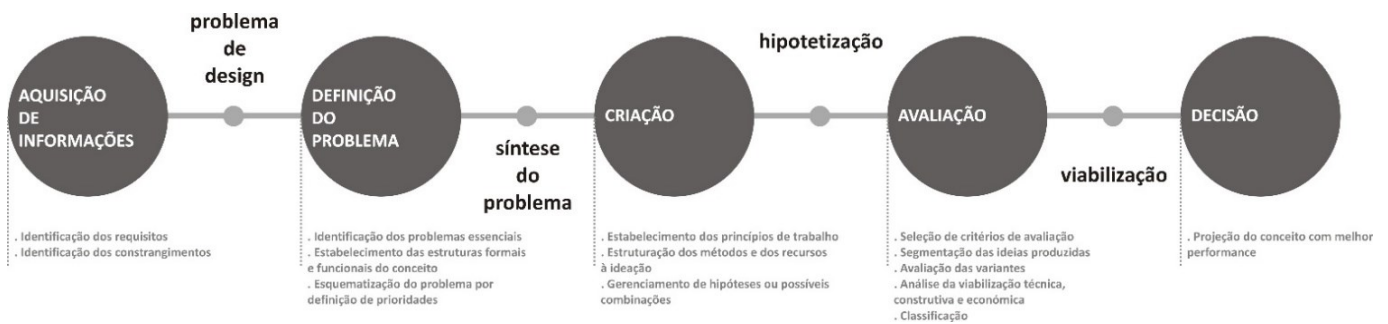 problema
de
design
hipotetização
AQUISIÇÃO
DE
INFORMAÇÕES
DEFINIÇÃO
DO
PROBLEMA
CRIAÇÃO
AVALIAÇÃO
DECISÃO
síntese
do
problema
viabilização
. Identificação dos requisitos
. Identificação dos constrangimentos
. Identificação dos problemas essenciais
. Estabelecimento das estruturas formais
e funcionais do conceito
. Esquematização do problema por
definição de prioridades
. Estabelecimento dos princípios de trabalho
. Estruturação dos métodos e dos recursos
à ideação
. Gerenciamento de hipóteses ou possíveis
combinações
. Seleção de critérios de avaliação
. Segmentação das ideias produzidas
. Avaliação das variantes
. Análise da viabilização técnica,
construtiva e económica
. Classificação
. Projeção do conceito com melhor
performance